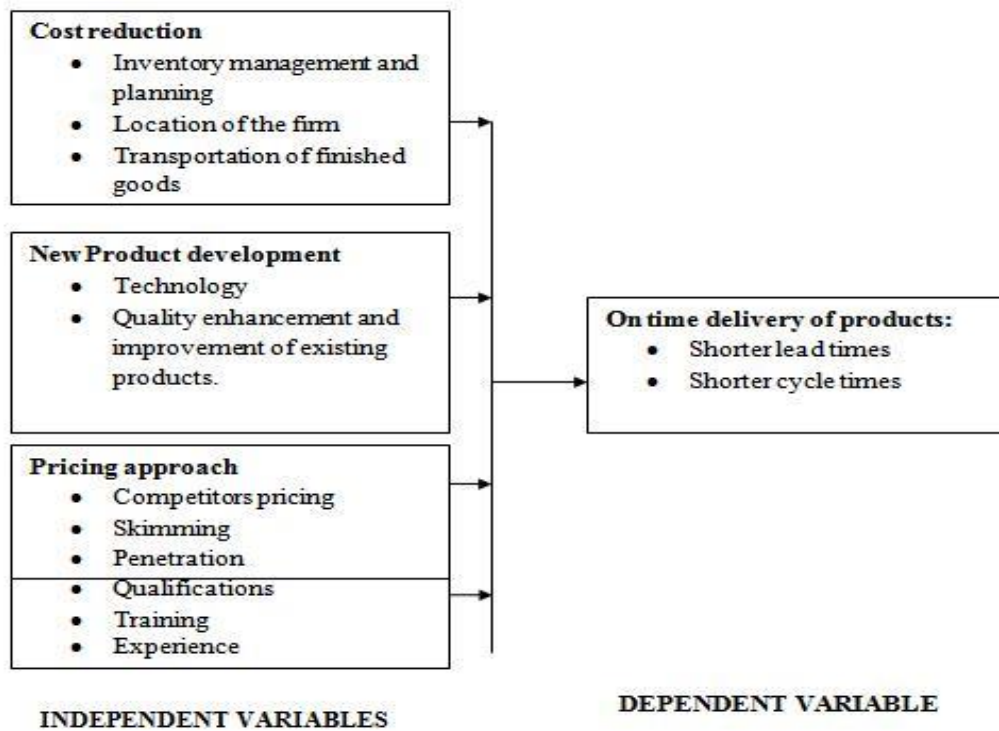 Cost reduction
• Inventory management and
planning
• Location of the firm
• Transportation of finished
goods
New Product development
• Technology
• Quality enhancement and
improvement of existing
products.
Pricing approach
• Competitors pricing
• Skimming
• Penetration
• Qualifications
• Training
• Experience
INDEPENDENT VARIABLES
On time delivery of products:
• Shorter lead times
• Shorter cycle times
DEPENDENT VARIABLE